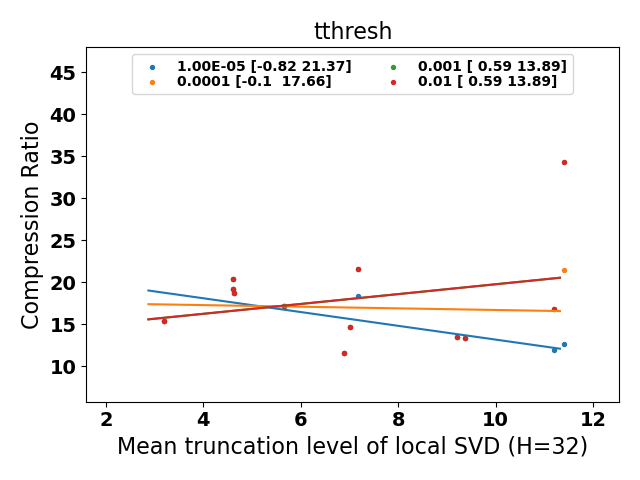 tthresh
1.00E-05 [-0.82 21.37]
0.0001 [-0.1  17.66]
0.001 [ 0.59 13.89]
0.01 [ 0.59 13.89]
Compression Ratio
45
40
35
30
25
20
15
10
2 4 6 8 10 12
Mean truncation level of local SVD (H=32)